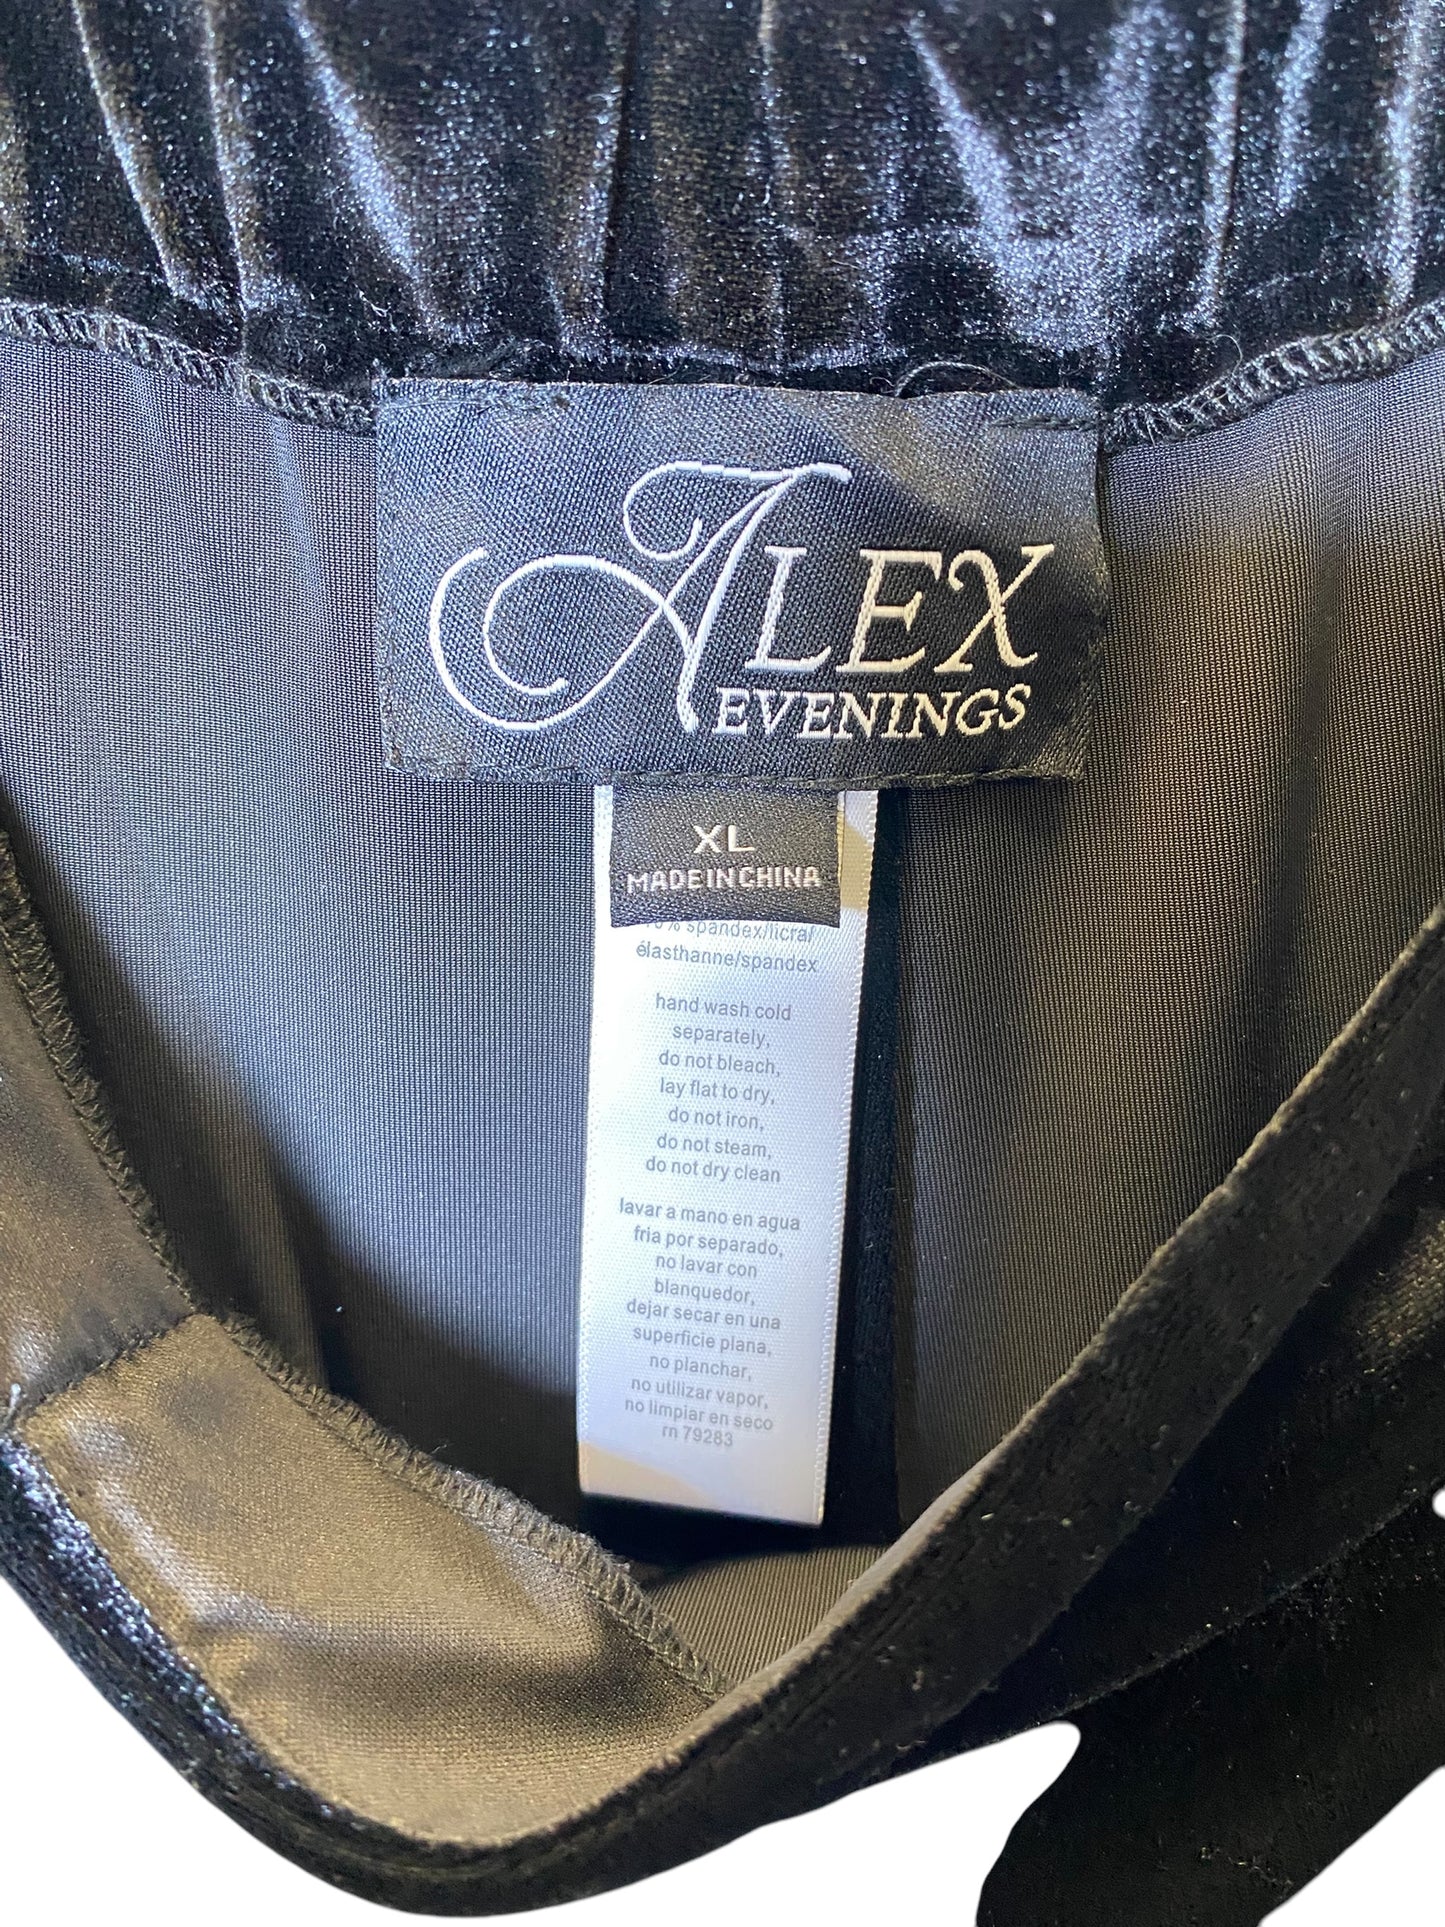 ALEX
EVENINGS
XL
MADE IN CHINA
spandex/licra/
élasthanne/spandex
hand wash cold
separately,
do not bleach,
lay flat to dry,
do not iron,
do not steam,
do not dry clean
lavar a mano en agua
fria por separado,
no lavar con
blanquedor,
dejar secar en una
superficie plana,
no planchar,
no utilizar vapor,
no limpiar en seco
rn 79283